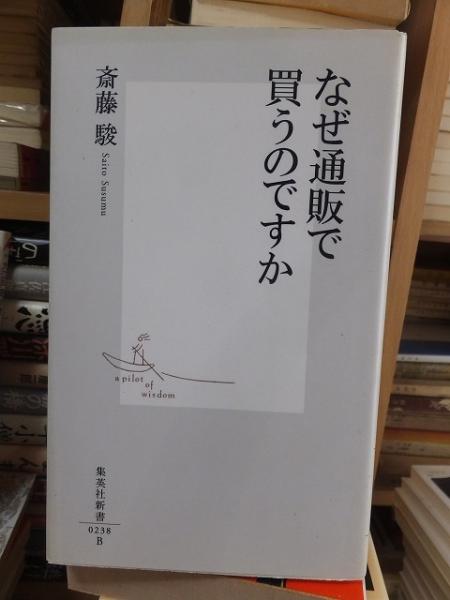 なぜ通販で
買うのですか
斎藤 駿
Saito Susumu
a pilot
of
wisdom
集英社新書
0238
B